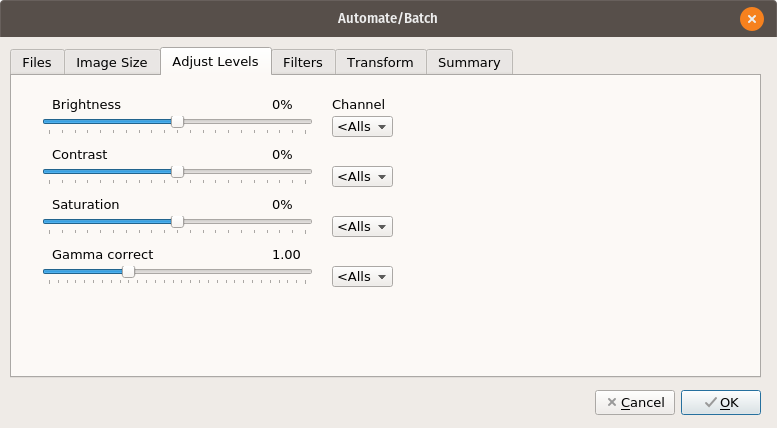 Automate/Batch
Files Image Size Adjust Levels Filters Transform Summary
Brightness 0% Channel
<Alls
Contrast 0%
<Alls
Saturation 0%
<Alls
Gamma correct 1.00
<Alls
Cancel OK